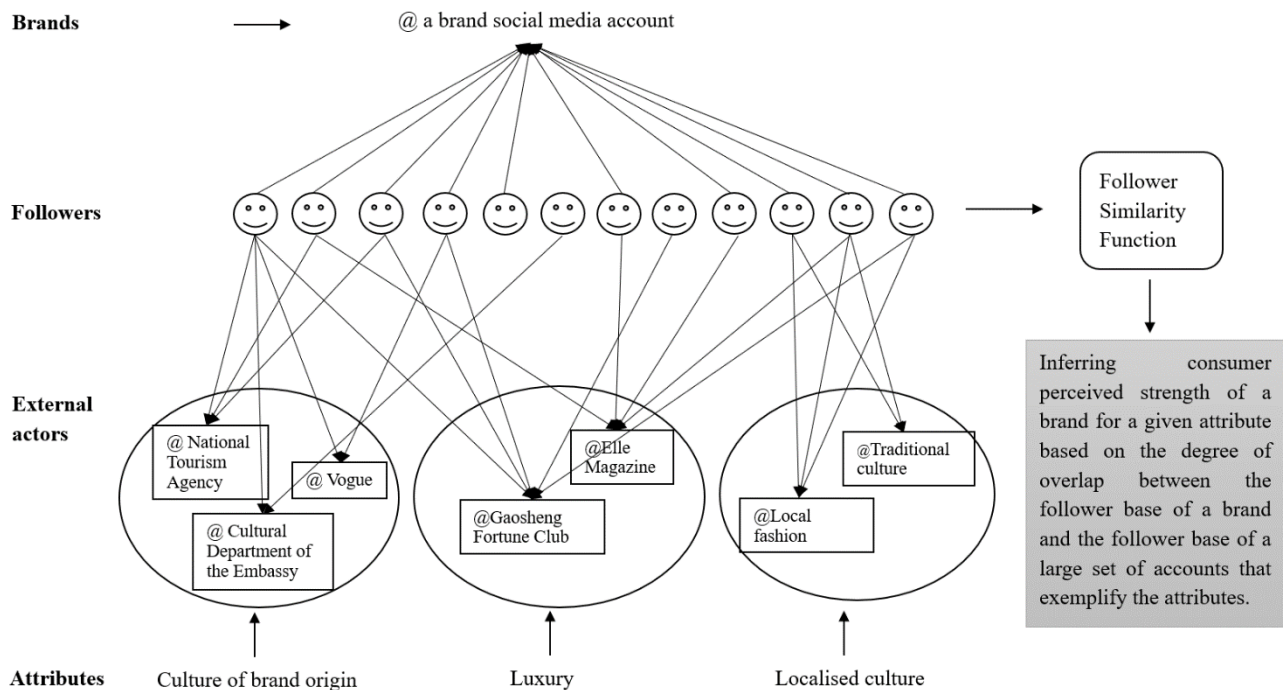 Brands
@ a brand social media account
Followers
Follower
Similarity
Function
External
actors
@ National
Tourism
Agency
@ Vogue
@ Cultural
Department of
the Embassy
@Elle
Magazine
@Gaosheng
Fortune Club
@Traditional
culture
@Local
fashion
Inferring consumer
perceived strength of a
brand for a given attribute
based on the degree of
overlap between the
follower base of a brand
and the follower base of a
large set of accounts that
exemplify the attributes.
Attributes
Culture of brand origin
Luxury
Localised culture